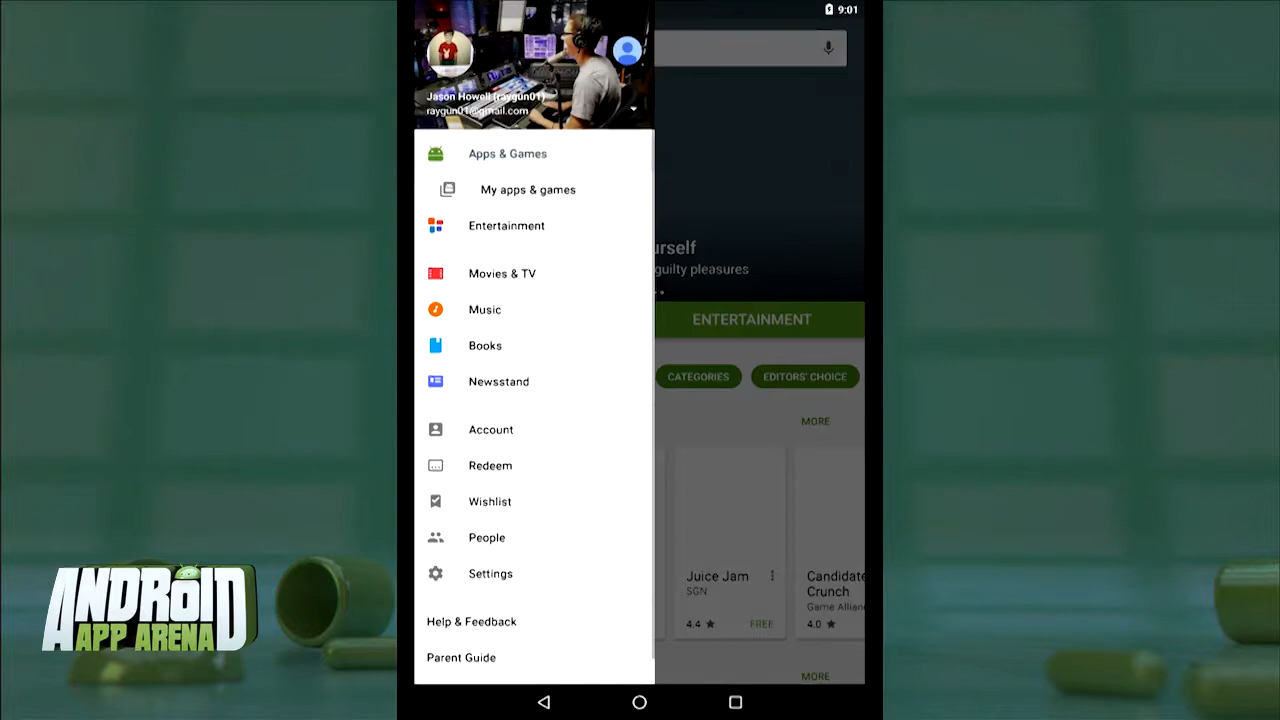 9:01
Jason Howell (raygun01)
raygun01@gmail.com
Apps & Games
My apps & games
Entertainment
Movies & TV
Music
Books
Newsstand
Account
Redeem
Wishlist
People
Settings
Help & Feedback
Parent Guide
urself
guilty pleasures
ENTERTAINMENT
CATEGORIES
EDITORS' CHOICE
MORE
Juice Jam
SGN
4.4
FREE
Candidate
Crunch
Game Allian
4.0
MORE
ANDROID
APP ARENA